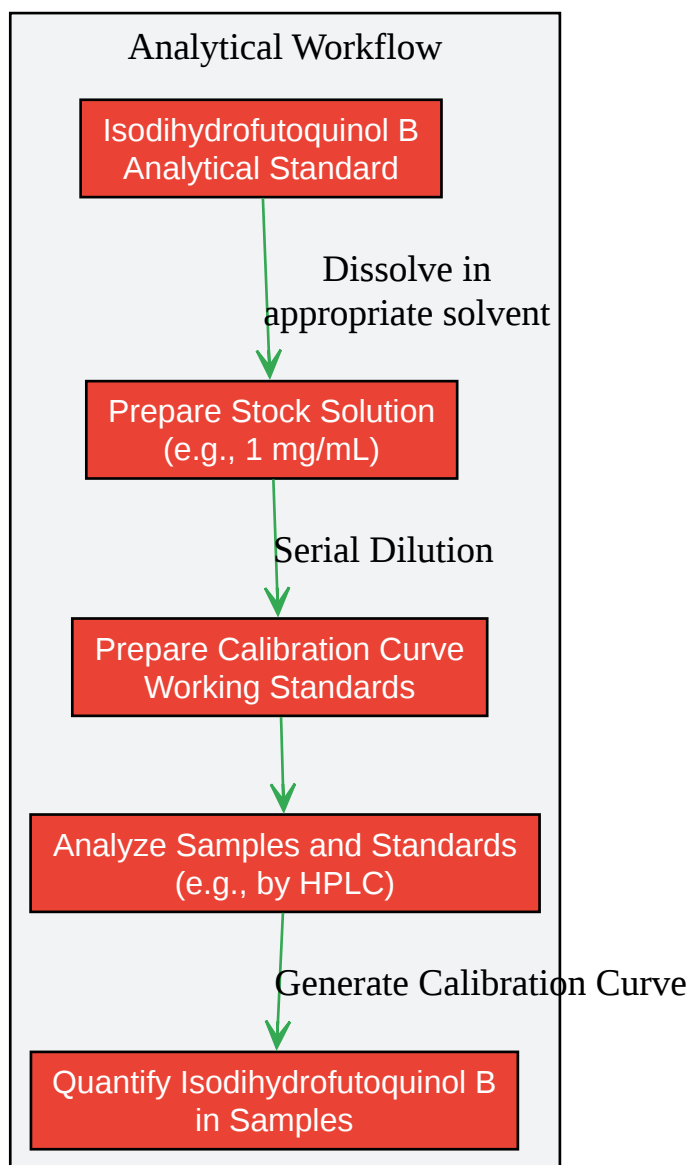 Analytical Workflow
Isodihydrofutoquinol B
Analytical Standard
Dissolve in
appropriate solvent
Prepare Stock Solution
(e.g., 1 mg/mL)
Serial Dilution
Prepare Calibration Curve
Working Standards
Analyze Samples and Standards
(e.g., by HPLC)
Generate Calibration Curve
Quantify Isodihydrofutoquinol B
in Samples